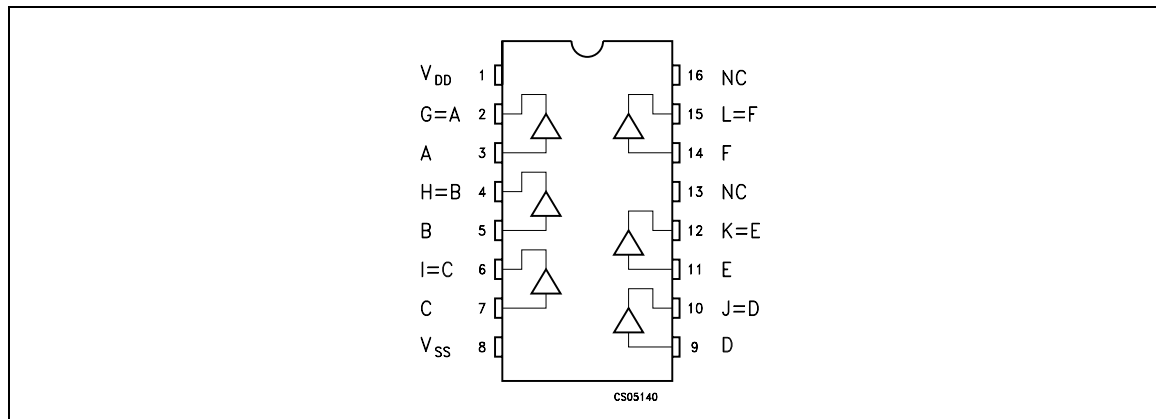 V_DD 1 16 NC
G=A 2 15 L=F
A 3 14 F
H=B 4 13 NC
B 5 12 K=E
I=C 6 11 E
C 7 10 J=D
V_SS 8 9 D
CS05140